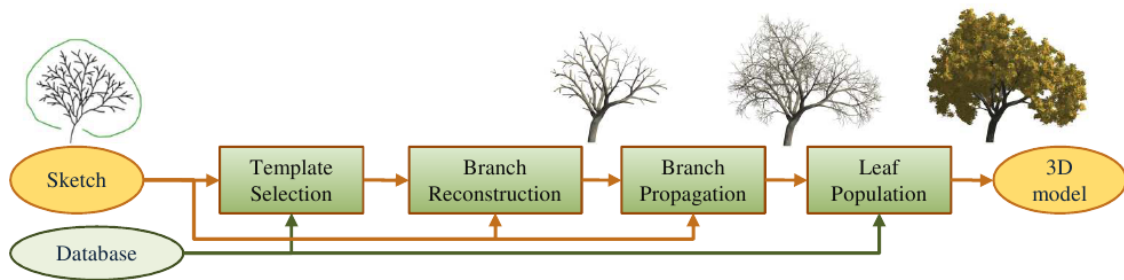 Sketch
Template
Selection
Branch
Reconstruction
Branch
Propagation
Leaf
Population
3D
model
Database